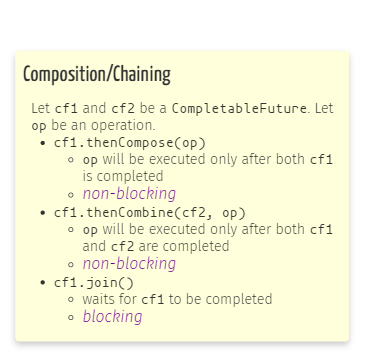 Composition/Chaining
Let cf1 and cf2 be a CompletableFuture. Let
op be an operation.
• cf1.thenCompose(op)
◦ op will be executed only after both cf1
is completed
◦ non-blocking
• cf1.thenCombine(cf2, op)
◦ op will be executed only after both cf1
and cf2 are completed
◦ non-blocking
• cf1.join()
◦ waits for cf1 to be completed
◦ blocking